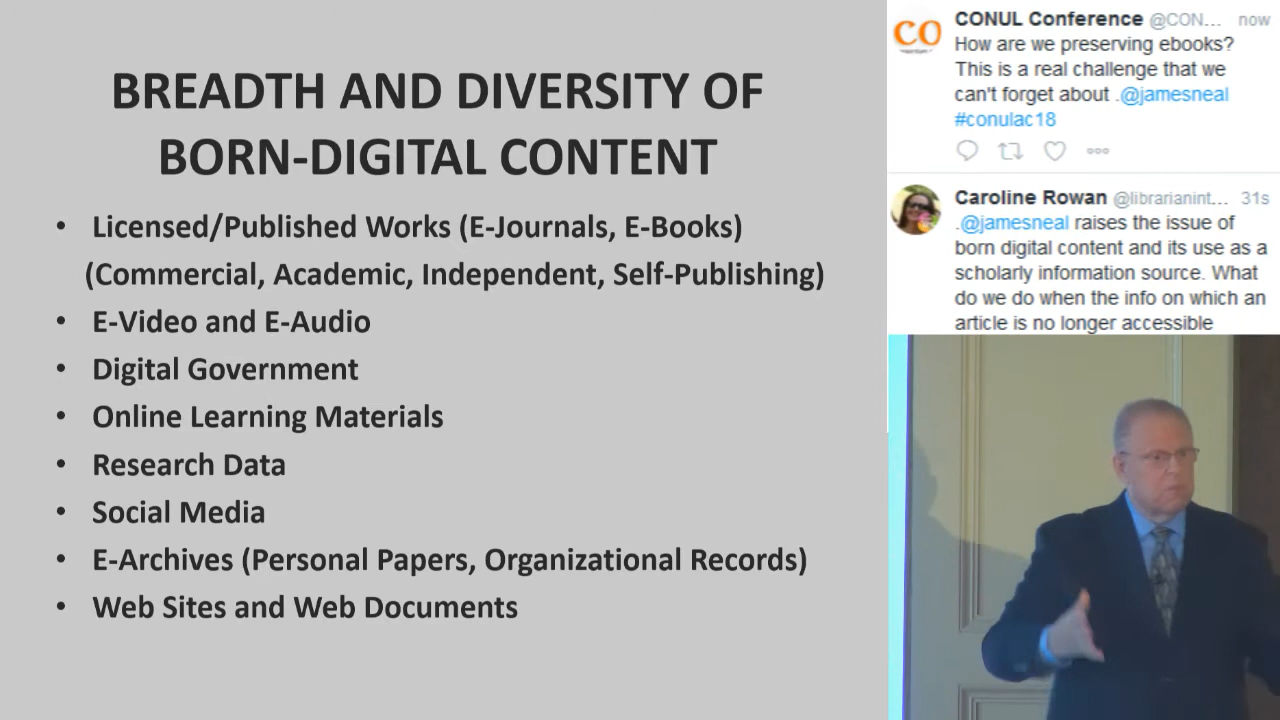 BREADTH AND DIVERSITY OF
BORN-DIGITAL CONTENT
• Licensed/Published Works (E-Journals, E-Books)
(Commercial, Academic, Independent, Self-Publishing)
• E-Video and E-Audio
• Digital Government
• Online Learning Materials
• Research Data
• Social Media
• E-Archives (Personal Papers, Organizational Records)
• Web Sites and Web Documents
CO
CONUL Conference @CON... now
How are we preserving ebooks?
This is a real challenge that we
can't forget about .@jamesneal
#conulac18
Caroline Rowan @librarianint... 31s
.@jamesneal raises the issue of
born digital content and its use as a
scholarly information source. What
do we do when the info on which an
article is no longer accessible